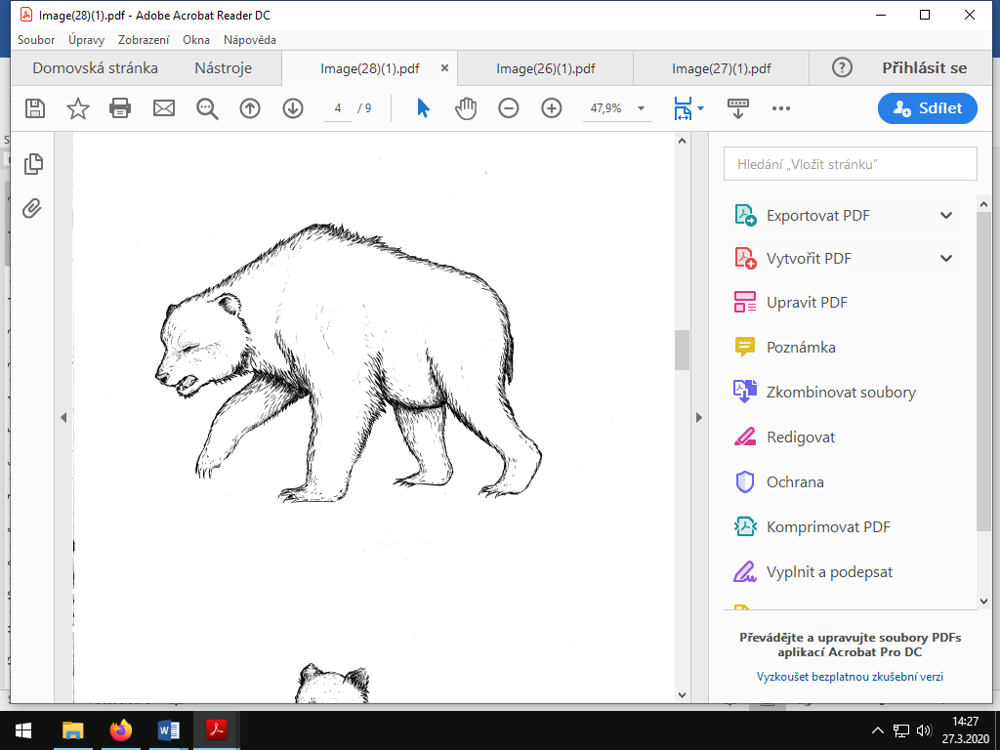 Image(28)(1).pdf - Adobe Acrobat Reader DC
Soubor Úpravy Zobrazení Okna Nápověda
Domovská stránka Nástroje Image(28)(1).pdf × Image(26)(1).pdf Image(27)(1).pdf ? Přihlásit se
4 / 9 47,9% Sdílet
Hledání „Vložit stránku“
Exportovat PDF
Vytvořit PDF
Upravit PDF
Poznámka
Zkombinovat soubory
Redigovat
Ochrana
Komprimovat PDF
Vyplnit a podepsat
Převádějte a upravujte soubory PDFs
aplikací Acrobat Pro DC
Vyzkoušet bezplatnou zkušební verzi
14:27
27.3.2020